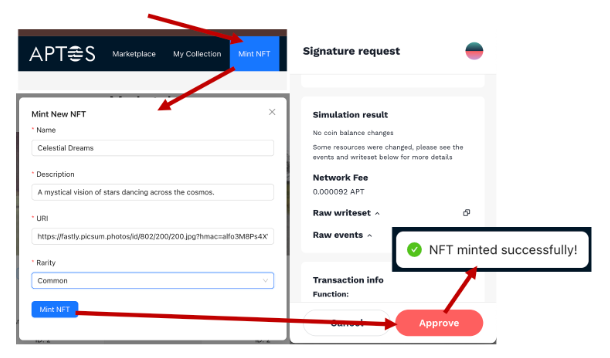 APTOS Marketplace My Collection Mint NFT
Mint New NFT
* Name
Celestial Dreams
* Description
A mystical vision of stars dancing across the cosmos.
* URI
https://fastly.picsum.photos/id/802/200/200.jpg?hmac=alfo3M8Ps4X
* Rarity
Common
Mint NFT
Signature request
Simulation result
No coin balance changes
Some resources were changed, please see the
events and writeset below for more details
Network Fee
0.000092 APT
Raw writeset
Raw events
NFT minted successfully!
Transaction info
Function:
Cancel Approve